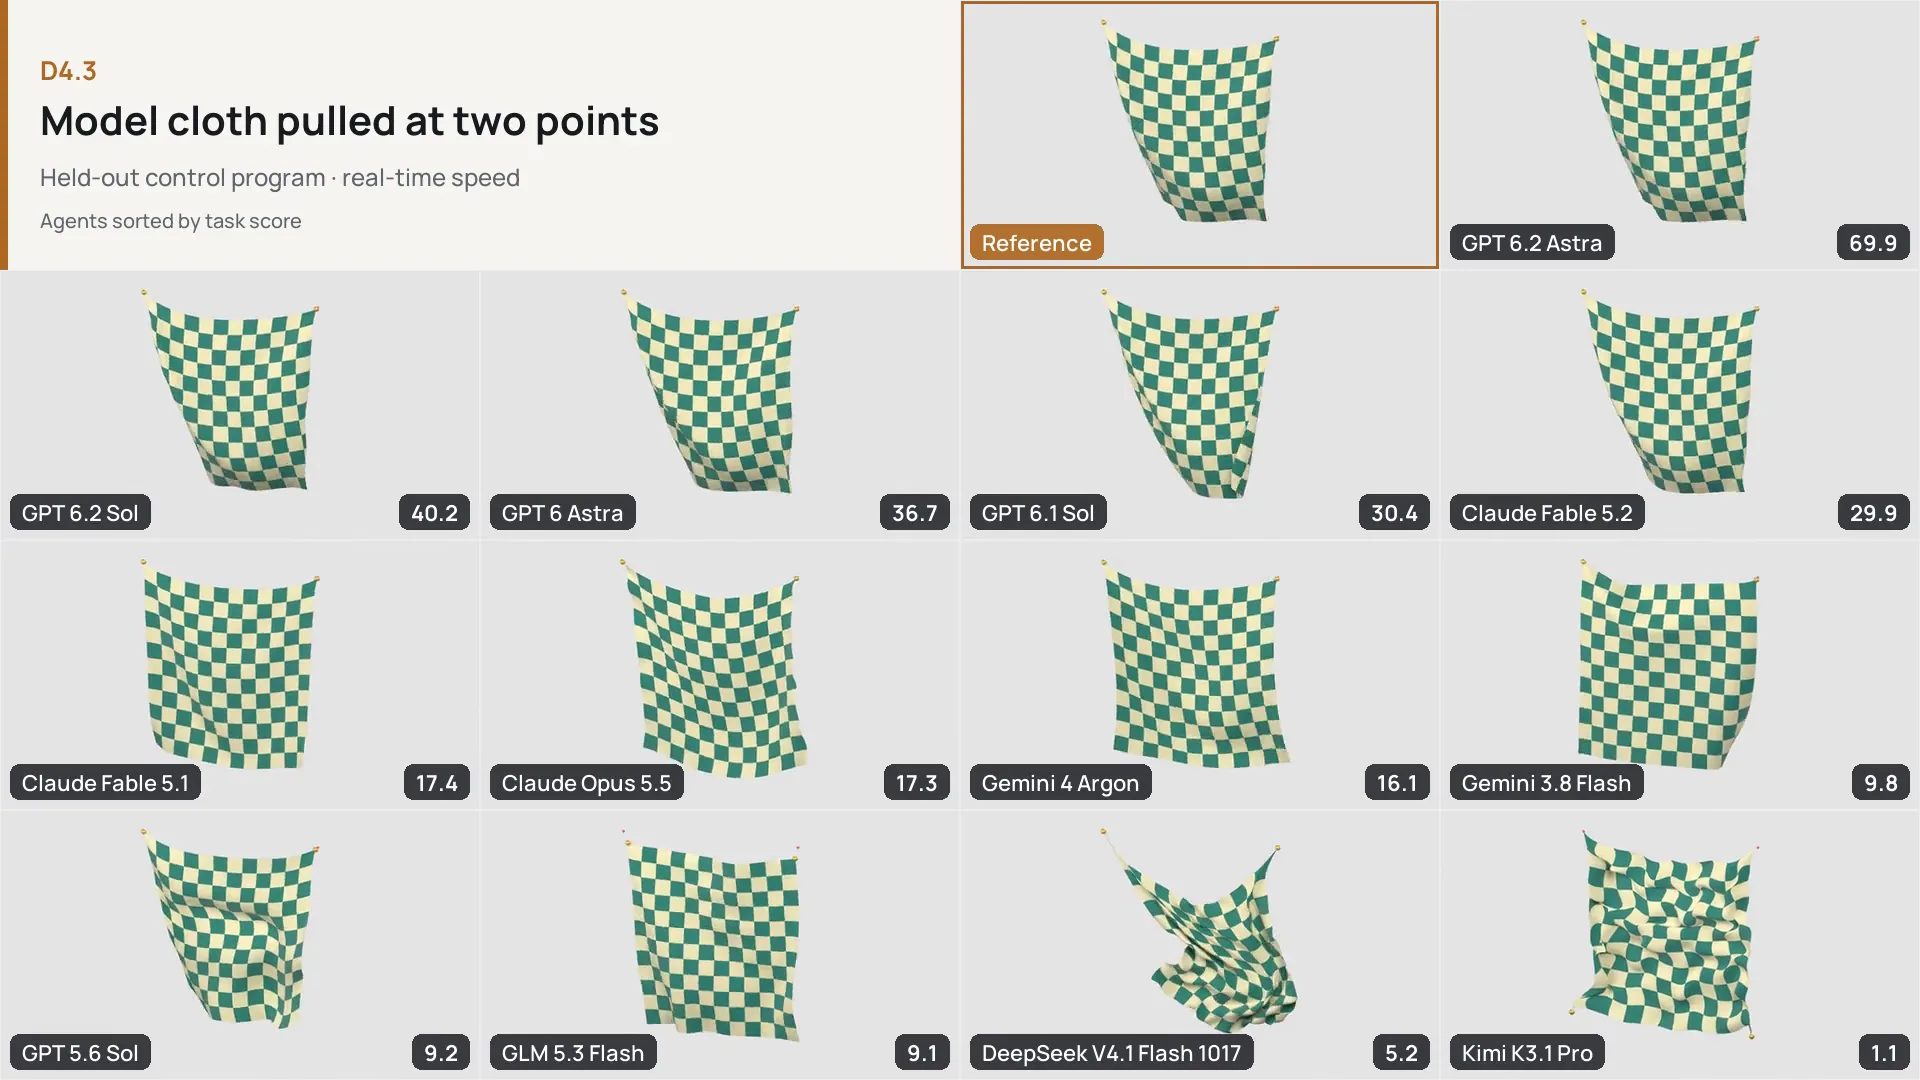 D4.3
Model cloth pulled at two points
Held-out control program · real-time speed
Agents sorted by task score
Reference
GPT 6.2 Astra
69.9
GPT 6.2 Sol
40.2
GPT 6 Astra
36.7
GPT 6.1 Sol
30.4
Claude Fable 5.2
29.9
Claude Fable 5.1
17.4
Claude Opus 5.5
17.3
Gemini 4 Argon
16.1
Gemini 3.8 Flash
9.8
GPT 5.6 Sol
9.2
GLM 5.3 Flash
9.1
DeepSeek V4.1 Flash 1017
5.2
Kimi K3.1 Pro
1.1